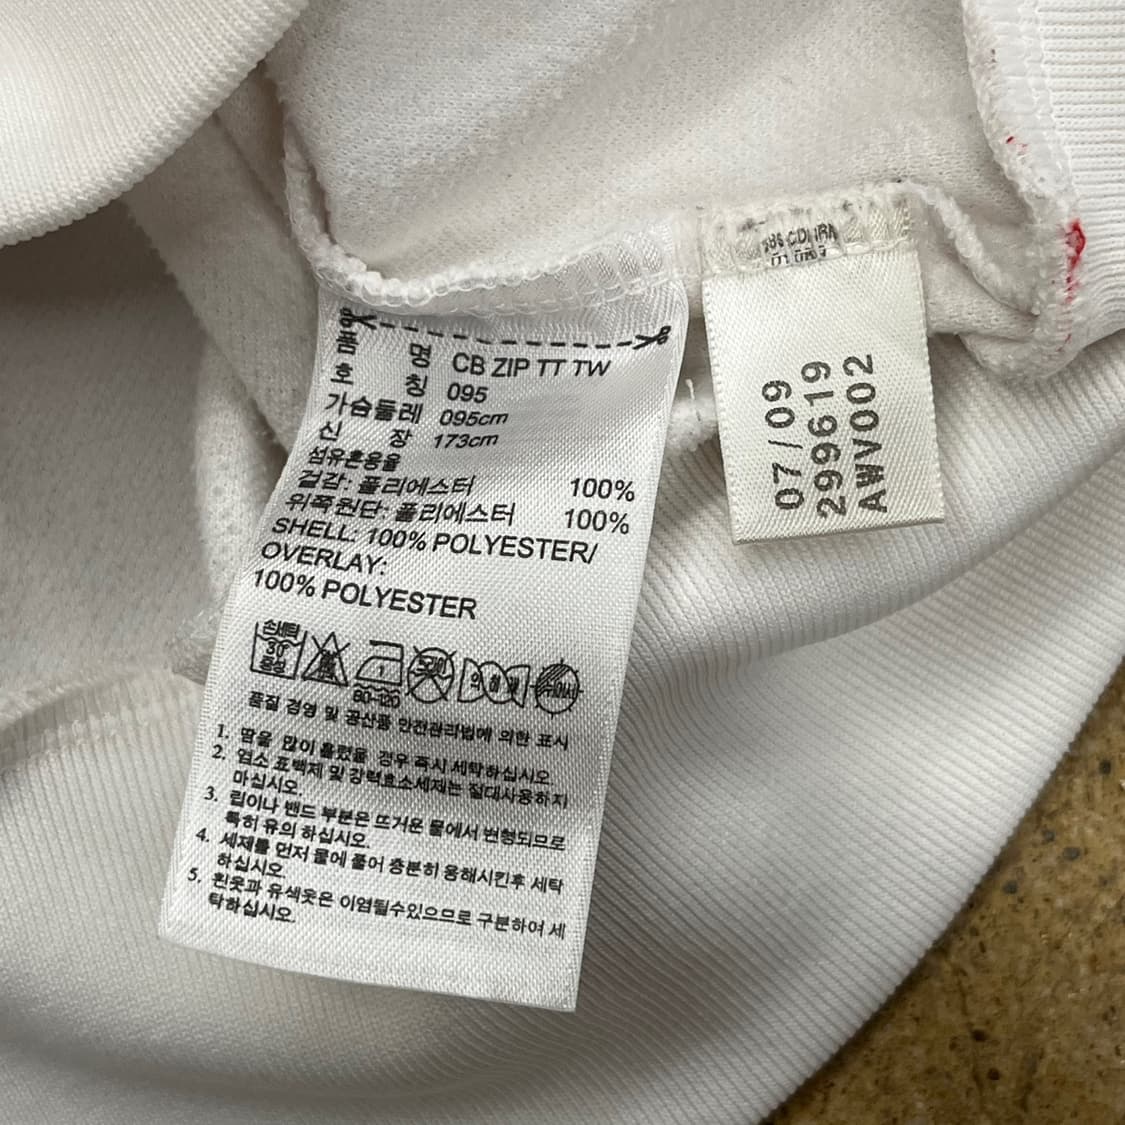 품 명 CB ZIP TT TW
호 칭 095
가슴둘레 095cm
신 장 173cm
섬유혼용율
겉감: 폴리에스터 100%
위쪽원단: 폴리에스터 100%
SHELL: 100% POLYESTER/
OVERLAY:
100% POLYESTER
손세탁
30°
중성
1
80-120
품질 경영 및 공산품 안전관리법에 의한 표시
1. 땀을 많이 흘렸을 경우 즉시 세탁하십시오
2. 염소 표백제 및 강력효소세제는 절대사용하지
마십시오.
3. 립이나 밴드 부분은 뜨거운 물에서 변형되므로
특히 유의 하십시오.
4. 세제를 먼저 물에 풀어 충분히 용해시킨후 세탁
하십시오.
5. 흰옷과 유색옷은 이염될수있으므로 구분하여 세
탁하십시오.
07/09
299619
AWV002